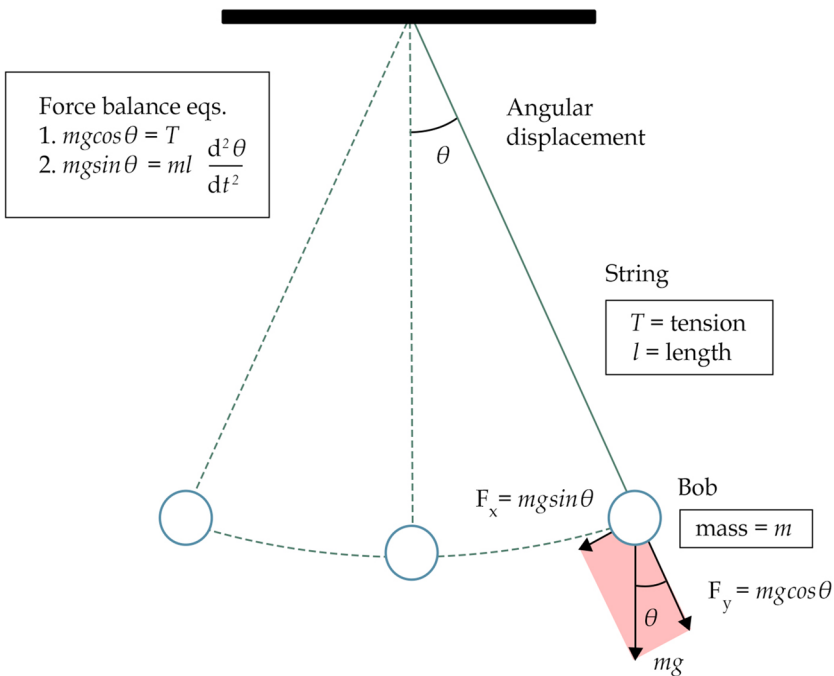 Force balance eqs.
1. mgcosθ = T
2. mgsinθ = ml d²θ/dt²
Angular
displacement
θ
String
T = tension
l = length
Bob
mass = m
Fₓ = mgsinθ
F_y = mgcosθ
θ
mg